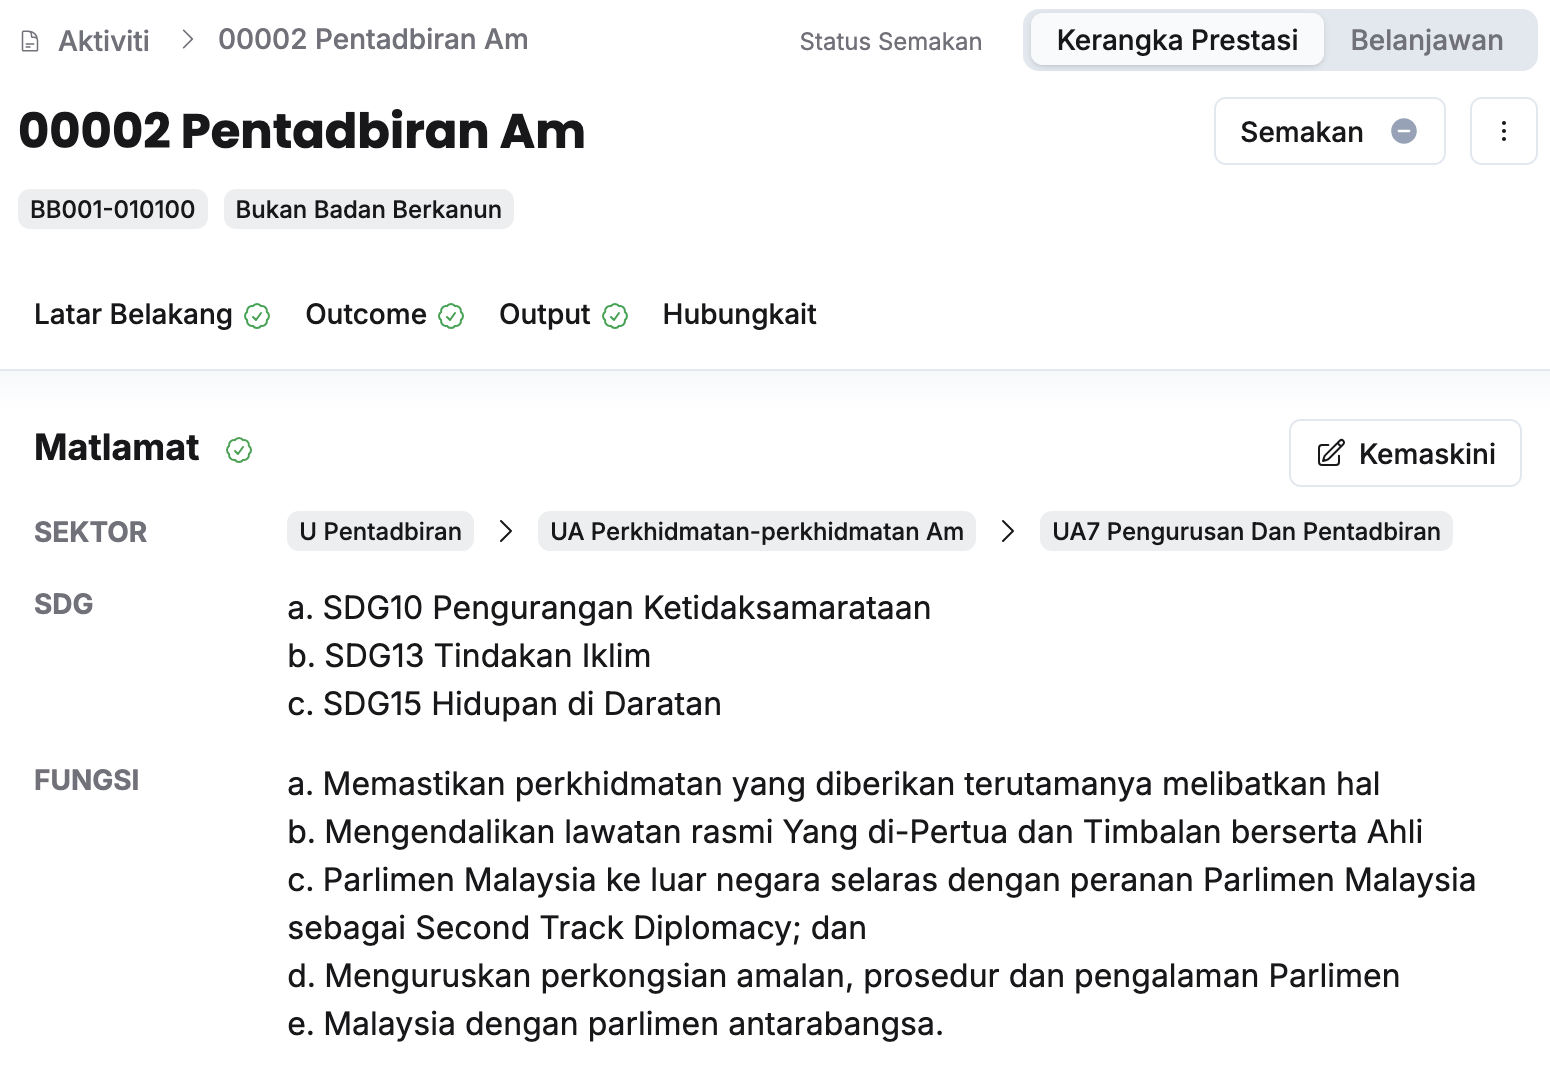 Aktiviti > 00002 Pentadbiran Am
Status Semakan
Kerangka Prestasi
Belanjawan
00002 Pentadbiran Am
Semakan
BB001-010100
Bukan Badan Berkanun
Latar Belakang
Outcome
Output
Hubungkait
Matlamat
Kemaskini
SEKTOR
U Pentadbiran > UA Perkhidmatan-perkhidmatan Am > UA7 Pengurusan Dan Pentadbiran
SDG
a. SDG10 Pengurangan Ketidaksamarataan
b. SDG13 Tindakan Iklim
c. SDG15 Hidupan di Daratan
FUNGSI
a. Memastikan perkhidmatan yang diberikan terutamanya melibatkan hal
b. Mengendalikan lawatan rasmi Yang di-Pertua dan Timbalan berserta Ahli
c. Parlimen Malaysia ke luar negara selaras dengan peranan Parlimen Malaysia
sebagai Second Track Diplomacy; dan
d. Menguruskan perkongsian amalan, prosedur dan pengalaman Parlimen
e. Malaysia dengan parlimen antarabangsa.